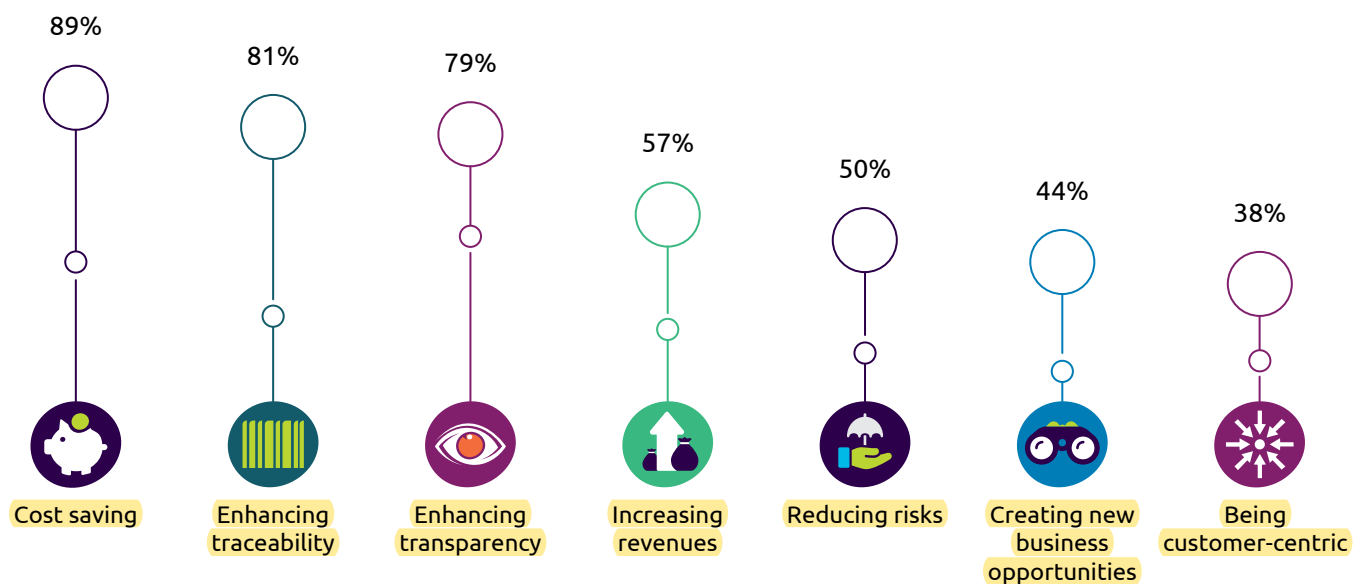 89%
81%
79%
57%
50%
44%
38%
Cost saving
Enhancing
traceability
Enhancing
transparency
Increasing
revenues
Reducing risks
Creating new
business
opportunities
Being
customer-centric